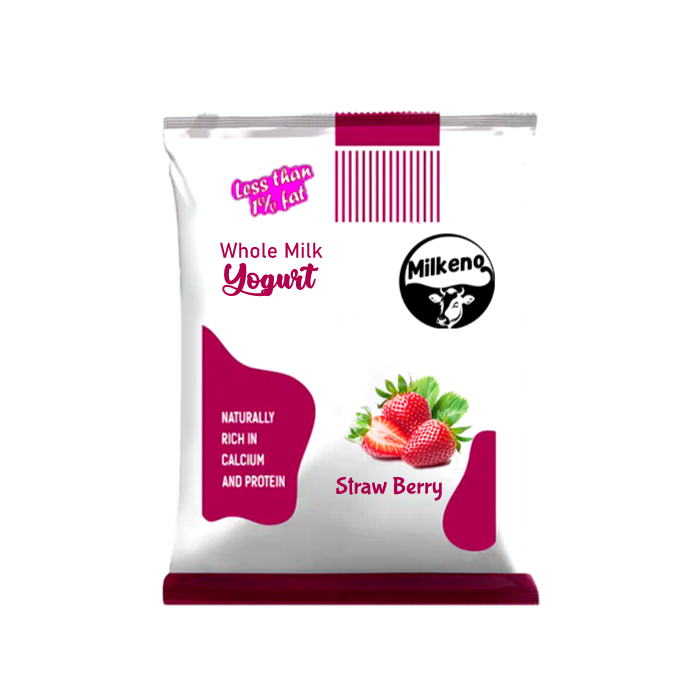 Less than
1% fat
Whole Milk
Yogurt
Milkeno
NATURALLY
RICH IN
CALCIUM
AND PROTEIN
Straw Berry